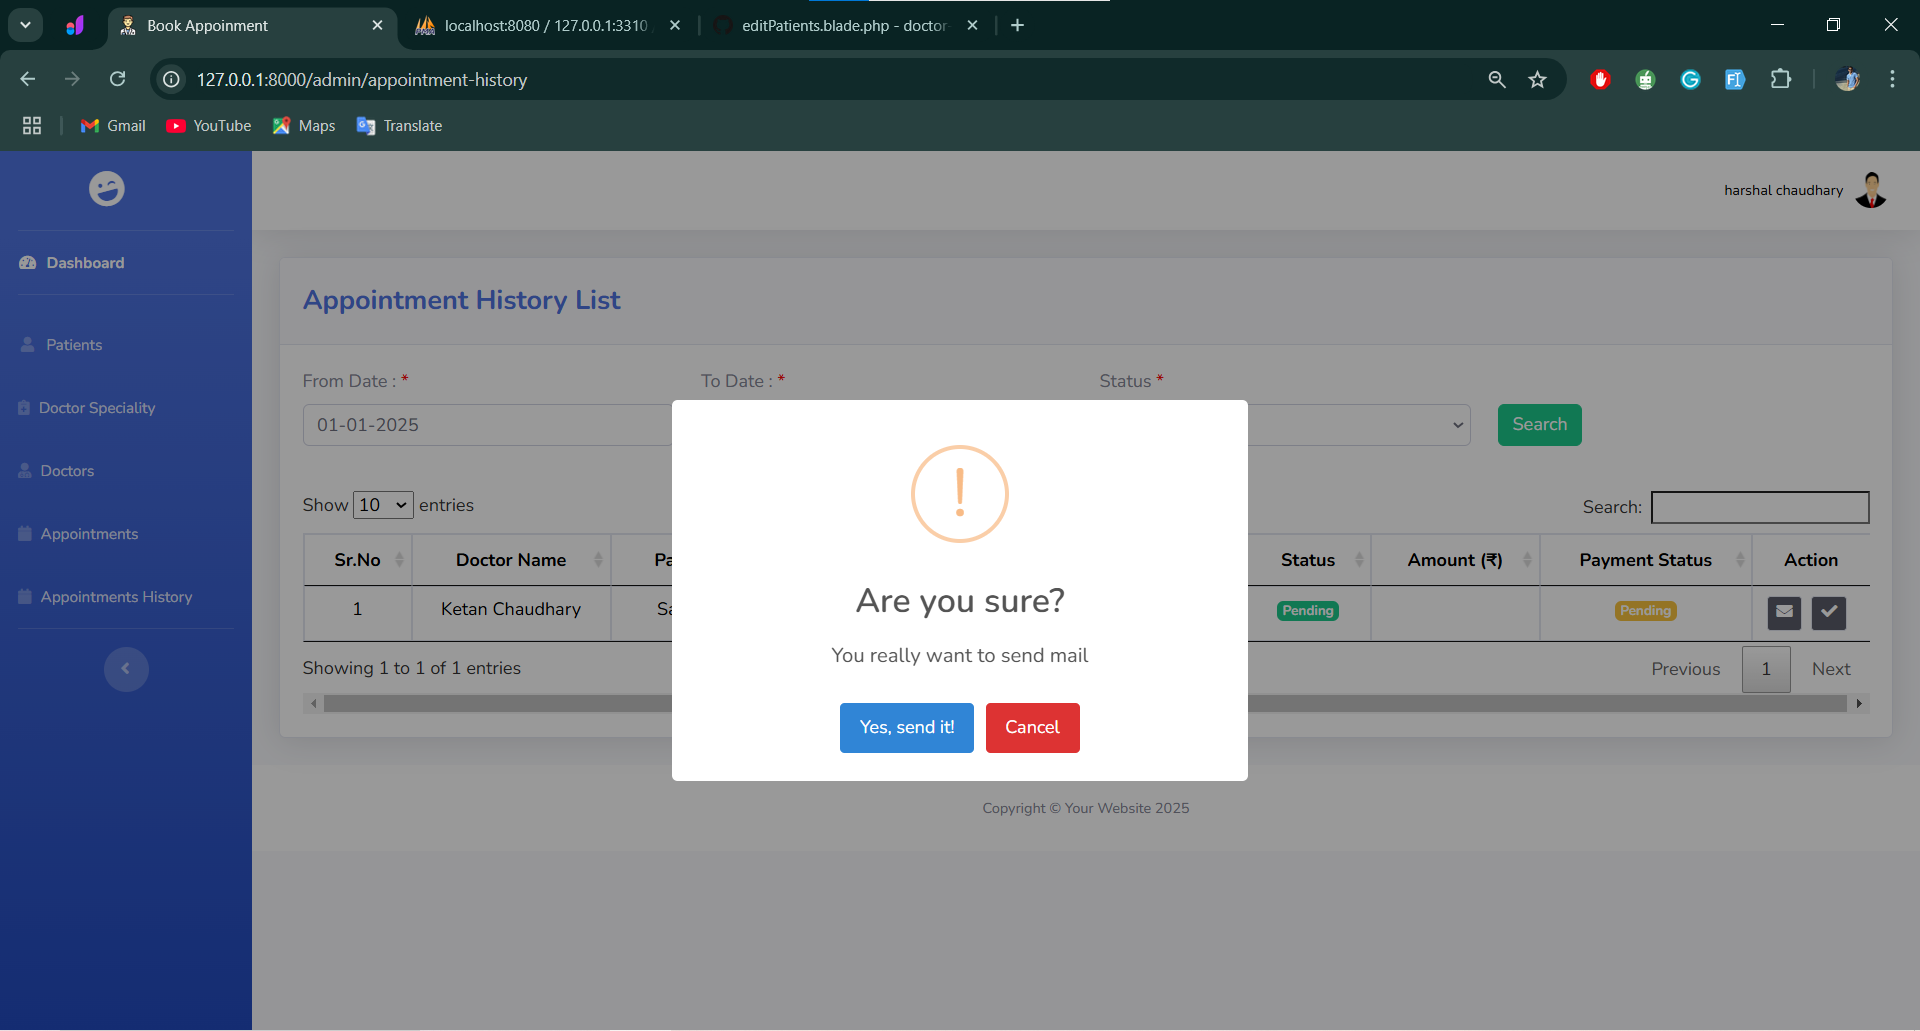 Book Appoinment
localhost:8080 / 127.0.0.1:3310
editPatients.blade.php - doctor-
127.0.0.1:8000/admin/appointment-history
Gmail
YouTube
Maps
Translate
harshal chaudhary
Dashboard
Patients
Doctor Speciality
Doctors
Appointments
Appointments History
Appointment History List
From Date : *
To Date : *
Status *
01-01-2025
Search
Show 10 entries
Search:
Sr.No Doctor Name Pa Status Amount (₹) Payment Status Action
1 Ketan Chaudhary Sa Pending Pending
Showing 1 to 1 of 1 entries
Previous 1 Next
!
Are you sure?
You really want to send mail
Yes, send it! Cancel
Copyright © Your Website 2025